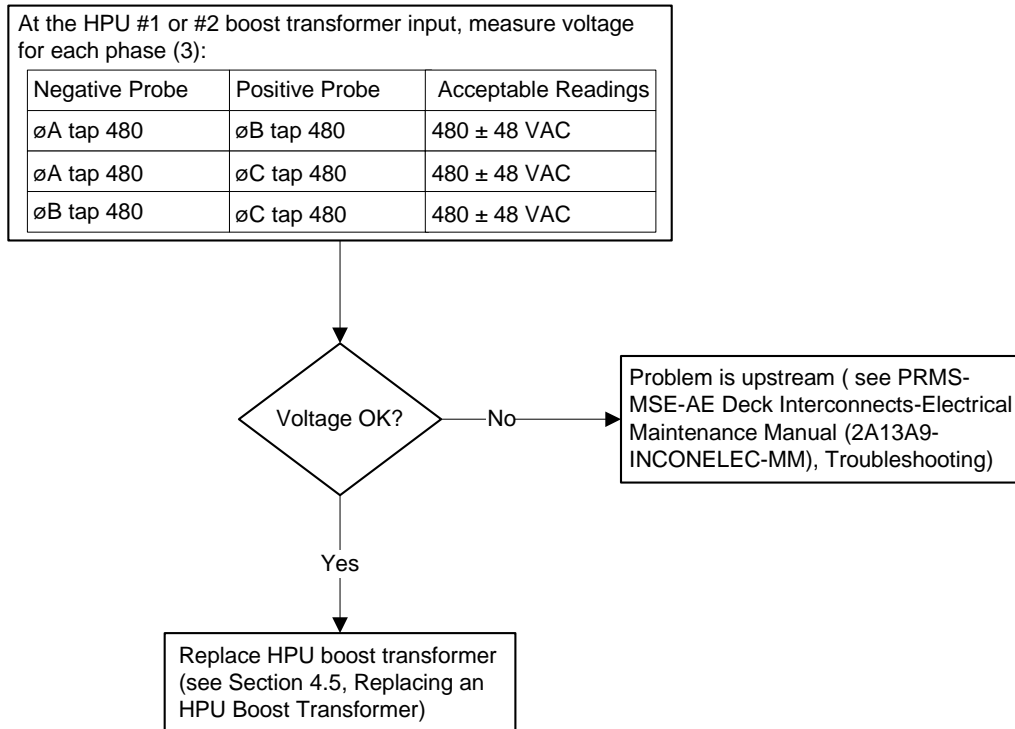 At the HPU #1 or #2 boost transformer input, measure voltage
for each phase (3):
Negative Probe Positive Probe Acceptable Readings
øA tap 480 øB tap 480 480 ± 48 VAC
øA tap 480 øC tap 480 480 ± 48 VAC
øB tap 480 øC tap 480 480 ± 48 VAC
Voltage OK?
No
Problem is upstream ( see PRMS-
MSE-AE Deck Interconnects-Electrical
Maintenance Manual (2A13A9-
INCONELEC-MM), Troubleshooting)
Yes
Replace HPU boost transformer
(see Section 4.5, Replacing an
HPU Boost Transformer)